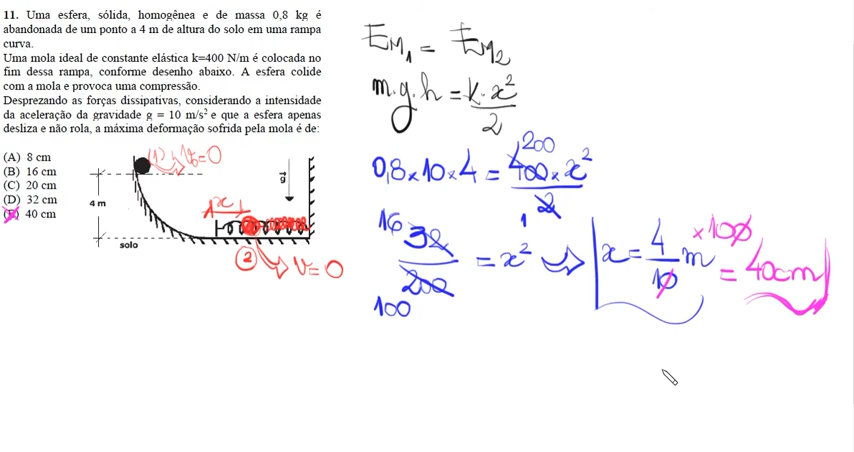 11. Uma esfera, sólida, homogênea e de massa 0,8 kg é
abandonada de um ponto a 4 m de altura do solo em uma rampa
curva.
Uma mola ideal de constante elástica k=400 N/m é colocada no
fim dessa rampa, conforme desenho abaixo. A esfera colide
com a mola e provoca uma compressão.
Desprezando as forças dissipativas, considerando a intensidade
da aceleração da gravidade g = 10 m/s² e que a esfera apenas
desliza e não rola, a máxima deformação sofrida pela mola é de:
(A) 8 cm
(B) 16 cm
(C) 20 cm
(D) 32 cm
(E) 40 cm
(1) V₀=0
g
4 m
x
solo
2
V=0
EM₁ = EM2
m.g.h = k.x²/2
0,8×10×4 = 400×x²/2
200
1
16 32/200 = x² → x = 4/10 m ×100 = 40cm
100